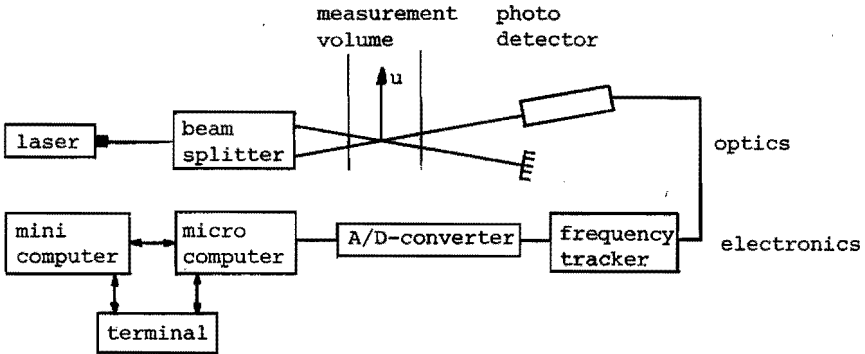 measurement
volume
photo
detector
u
laser
beam
splitter
optics
mini
computer
micro
computer
A/D-converter
frequency
tracker
electronics
terminal